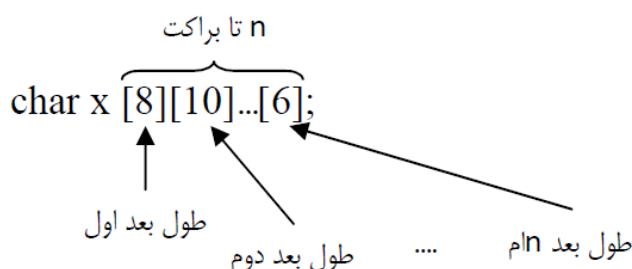 n تا براکت
char x [8][10]...[6];
طول بعد اول
طول بعد دوم
....
طول بعد nام